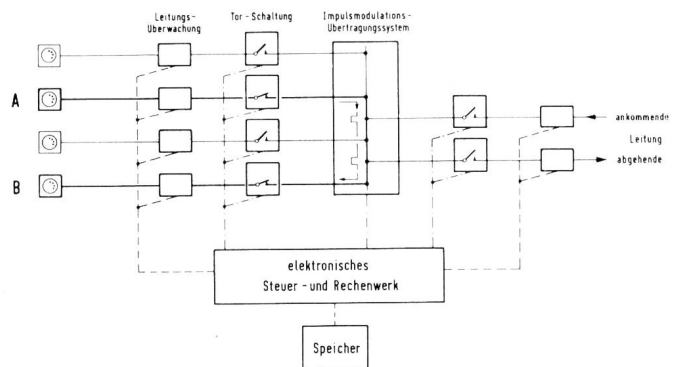 Leitungs-
Überwachung
Tor-Schaltung
Impulsmodulations-
Übertragungssystem
A
B
ankommende
Leitung
abgehende
elektronisches
Steuer-und Rechenwerk
Speicher